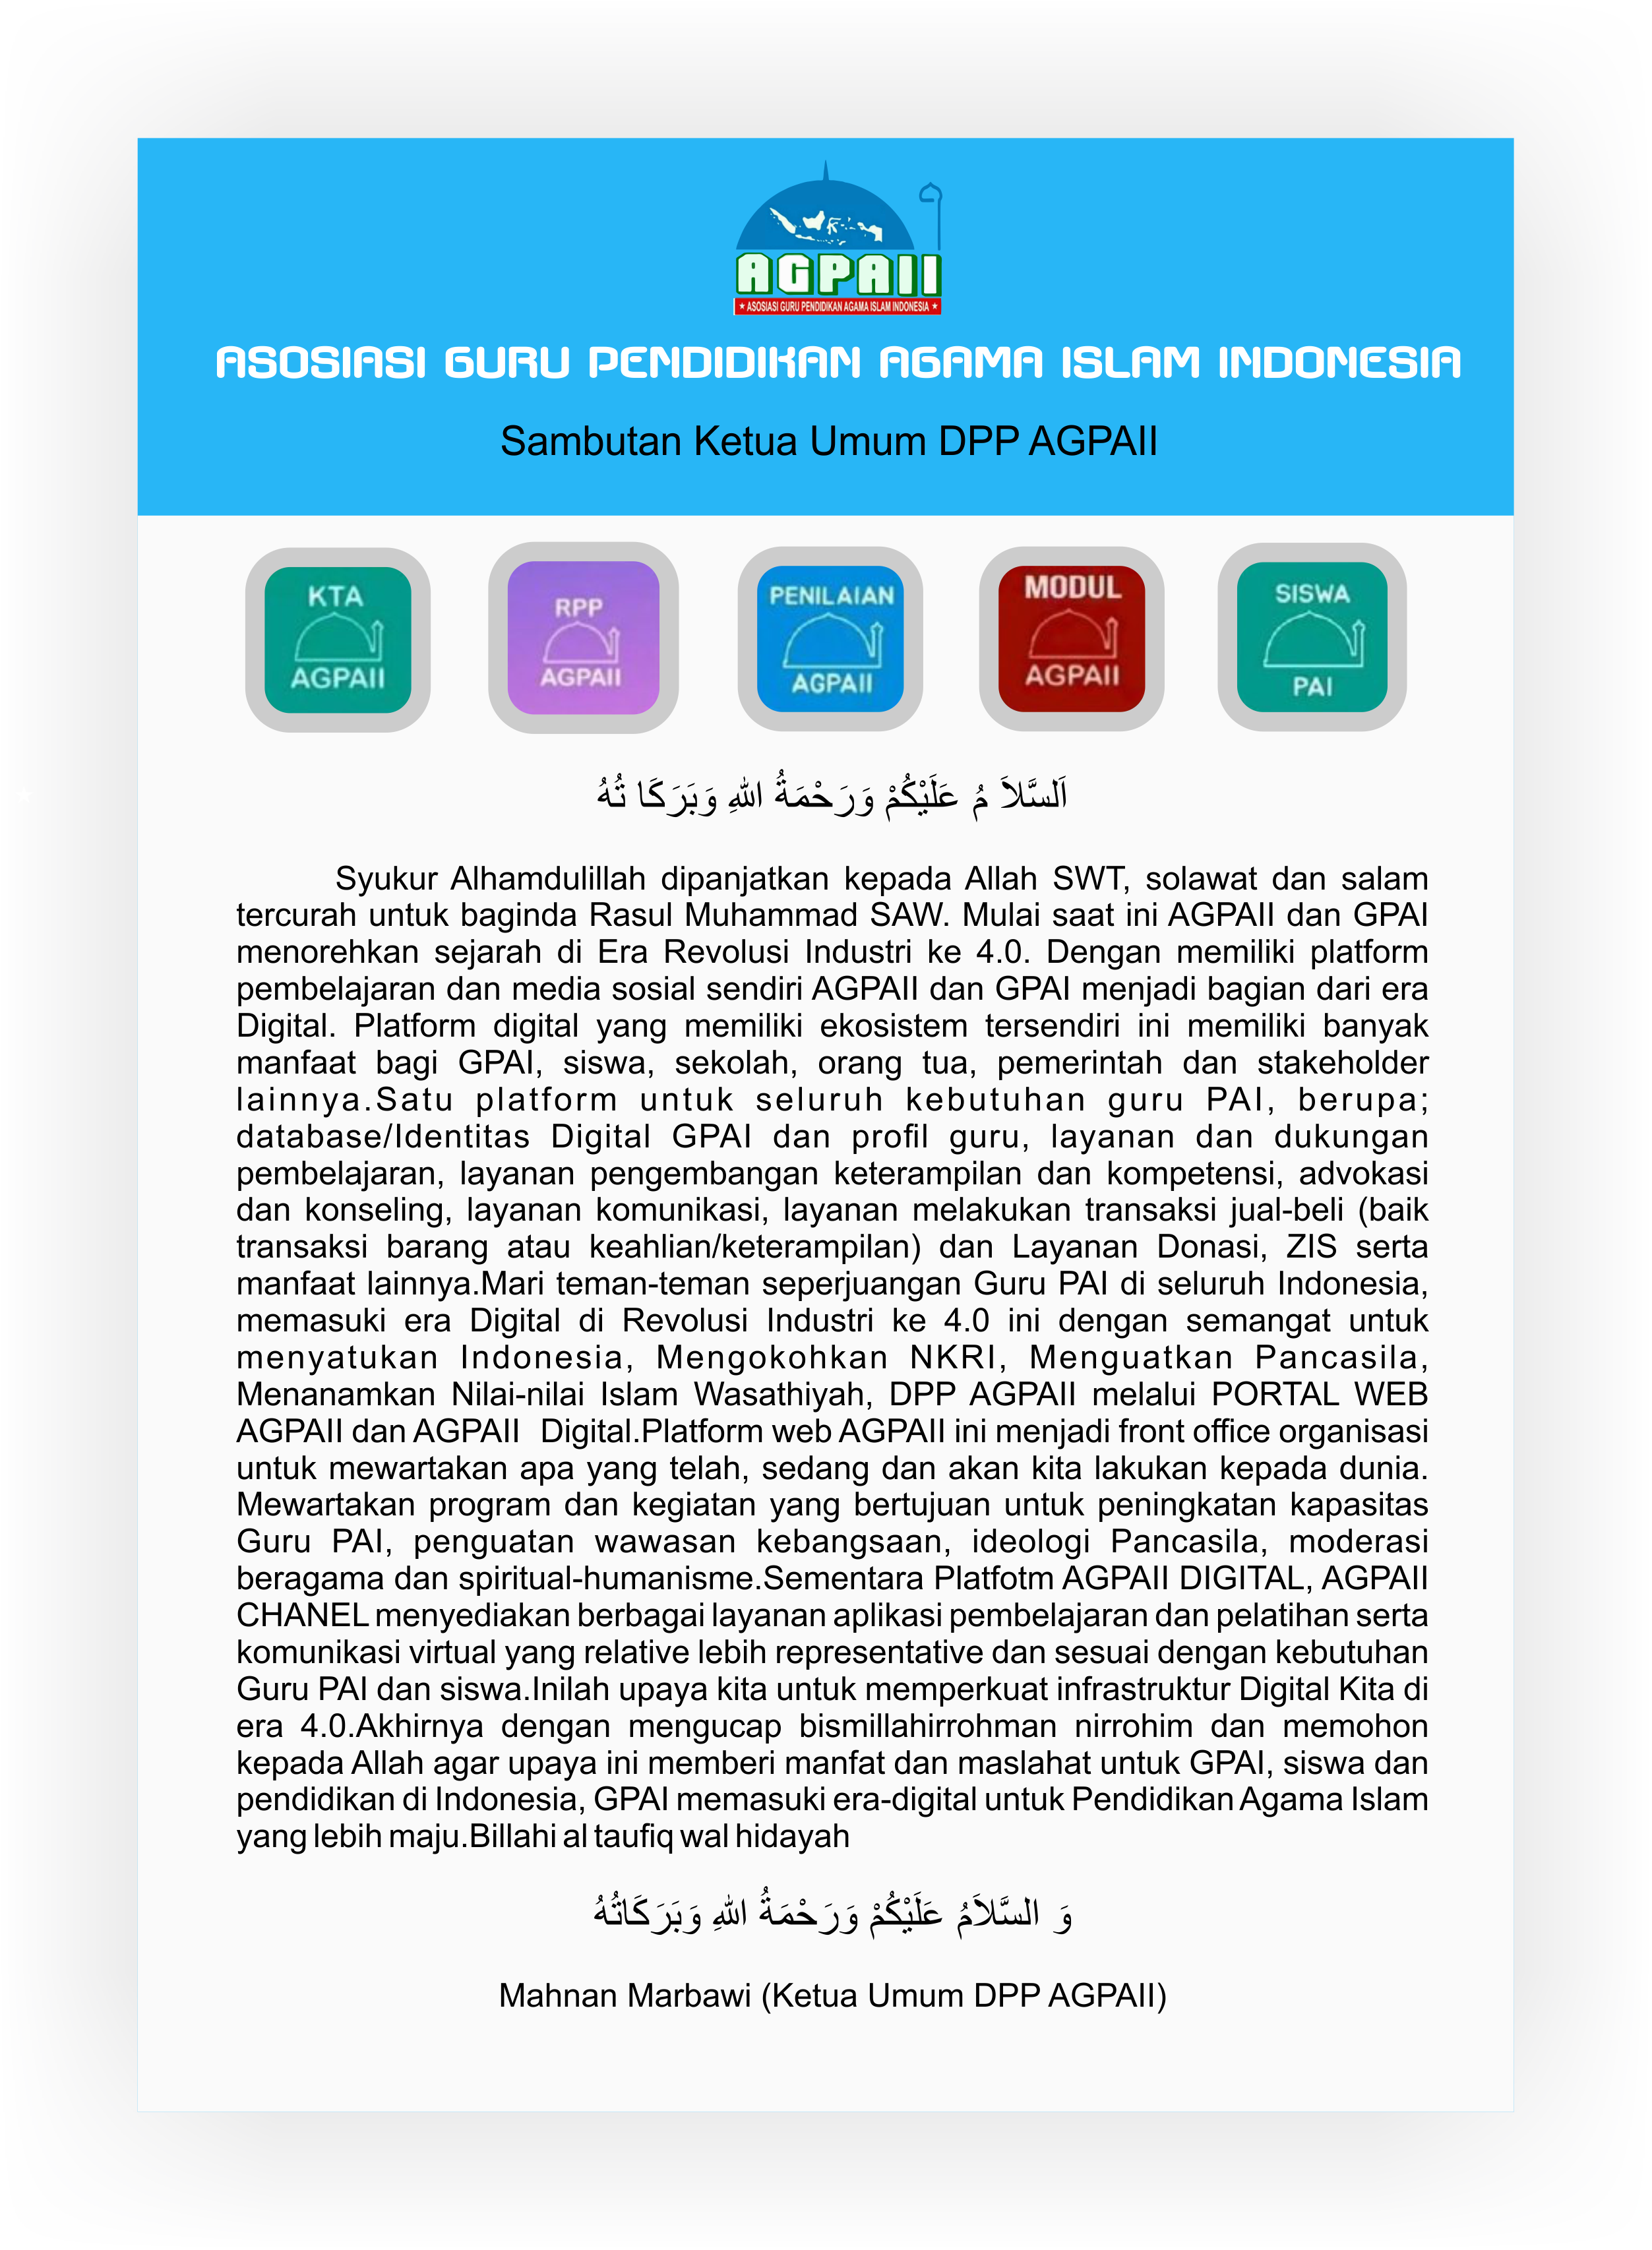 AGPAII
★ ASOSIASI GURU PENDIDIKAN AGAMA ISLAM INDONESIA ★
ASOSIASI GURU PENDIDIKAN AGAMA ISLAM INDONESIA
Sambutan Ketua Umum DPP AGPAII
KTA
AGPAII
RPP
AGPAII
PENILAIAN
AGPAII
MODUL
AGPAII
SISWA
PAI
اَلسَّلاَ مُ عَلَيْكُمْ وَرَحْمَةُ اللهِ وَبَرَكَا تُهُ
Syukur Alhamdulillah dipanjatkan kepada Allah SWT, solawat dan salam
tercurah untuk baginda Rasul Muhammad SAW. Mulai saat ini AGPAII dan GPAI
menorehkan sejarah di Era Revolusi Industri ke 4.0. Dengan memiliki platform
pembelajaran dan media sosial sendiri AGPAII dan GPAI menjadi bagian dari era
Digital. Platform digital yang memiliki ekosistem tersendiri ini memiliki banyak
manfaat bagi GPAI, siswa, sekolah, orang tua, pemerintah dan stakeholder
lainnya.Satu platform untuk seluruh kebutuhan guru PAI, berupa;
database/Identitas Digital GPAI dan profil guru, layanan dan dukungan
pembelajaran, layanan pengembangan keterampilan dan kompetensi, advokasi
dan konseling, layanan komunikasi, layanan melakukan transaksi jual-beli (baik
transaksi barang atau keahlian/keterampilan) dan Layanan Donasi, ZIS serta
manfaat lainnya.Mari teman-teman seperjuangan Guru PAI di seluruh Indonesia,
memasuki era Digital di Revolusi Industri ke 4.0 ini dengan semangat untuk
menyatukan Indonesia, Mengokohkan NKRI, Menguatkan Pancasila,
Menanamkan Nilai-nilai Islam Wasathiyah, DPP AGPAII melalui PORTAL WEB
AGPAII dan AGPAII Digital.Platform web AGPAII ini menjadi front office organisasi
untuk mewartakan apa yang telah, sedang dan akan kita lakukan kepada dunia.
Mewartakan program dan kegiatan yang bertujuan untuk peningkatan kapasitas
Guru PAI, penguatan wawasan kebangsaan, ideologi Pancasila, moderasi
beragama dan spiritual-humanisme.Sementara Platfotm AGPAII DIGITAL, AGPAII
CHANEL menyediakan berbagai layanan aplikasi pembelajaran dan pelatihan serta
komunikasi virtual yang relative lebih representative dan sesuai dengan kebutuhan
Guru PAI dan siswa.Inilah upaya kita untuk memperkuat infrastruktur Digital Kita di
era 4.0.Akhirnya dengan mengucap bismillahirrohman nirrohim dan memohon
kepada Allah agar upaya ini memberi manfat dan maslahat untuk GPAI, siswa dan
pendidikan di Indonesia, GPAI memasuki era-digital untuk Pendidikan Agama Islam
yang lebih maju.Billahi al taufiq wal hidayah
وَ السَّلاَمُ عَلَيْكُمْ وَرَحْمَةُ اللهِ وَبَرَكَاتُهُ
Mahnan Marbawi (Ketua Umum DPP AGPAII)